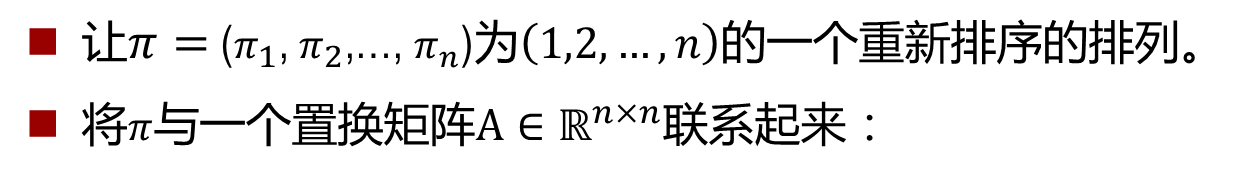 ■ 让π = (π₁, π₂,…, πₙ)为(1,2, … , n)的一个重新排序的排列。
■ 将π与一个置换矩阵A ∈ ℝⁿˣⁿ联系起来：